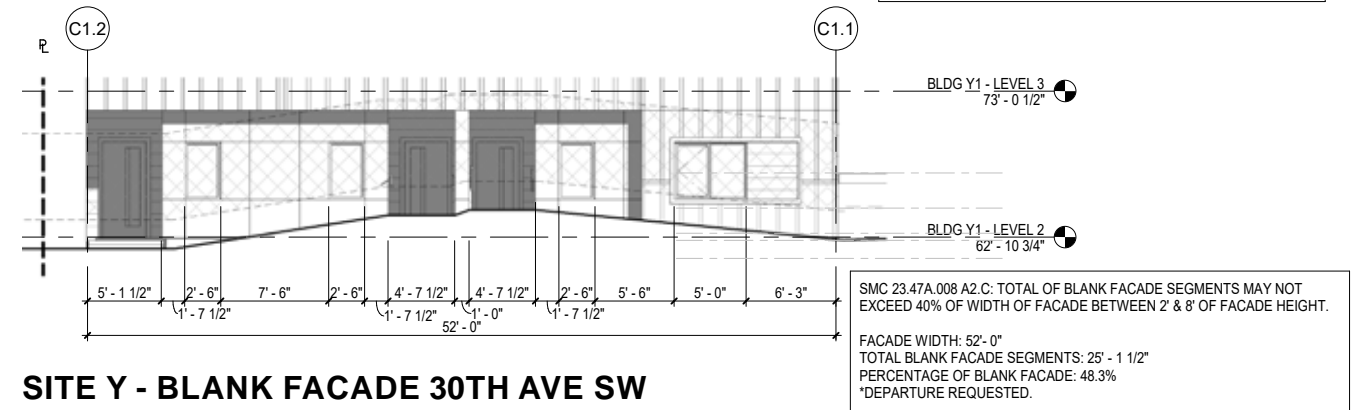 C1.2
C1.1
PL
BLDG Y1 - LEVEL 3
73' - 0 1/2"
BLDG Y1 - LEVEL 2
62' - 10 3/4"
5' - 1 1/2" 2' - 6" 7' - 6" 2' - 6" 4' - 7 1/2" 4' - 7 1/2" 2' - 6" 5' - 6" 5' - 0" 6' - 3"
1' - 7 1/2" 1' - 7 1/2" 1' - 0" 1' - 7 1/2"
52' - 0"
SMC 23.47A.008 A2.C: TOTAL OF BLANK FACADE SEGMENTS MAY NOT
EXCEED 40% OF WIDTH OF FACADE BETWEEN 2' & 8' OF FACADE HEIGHT.
FACADE WIDTH: 52'- 0"
TOTAL BLANK FACADE SEGMENTS: 25' - 1 1/2"
PERCENTAGE OF BLANK FACADE: 48.3%
*DEPARTURE REQUESTED.
SITE Y - BLANK FACADE 30TH AVE SW